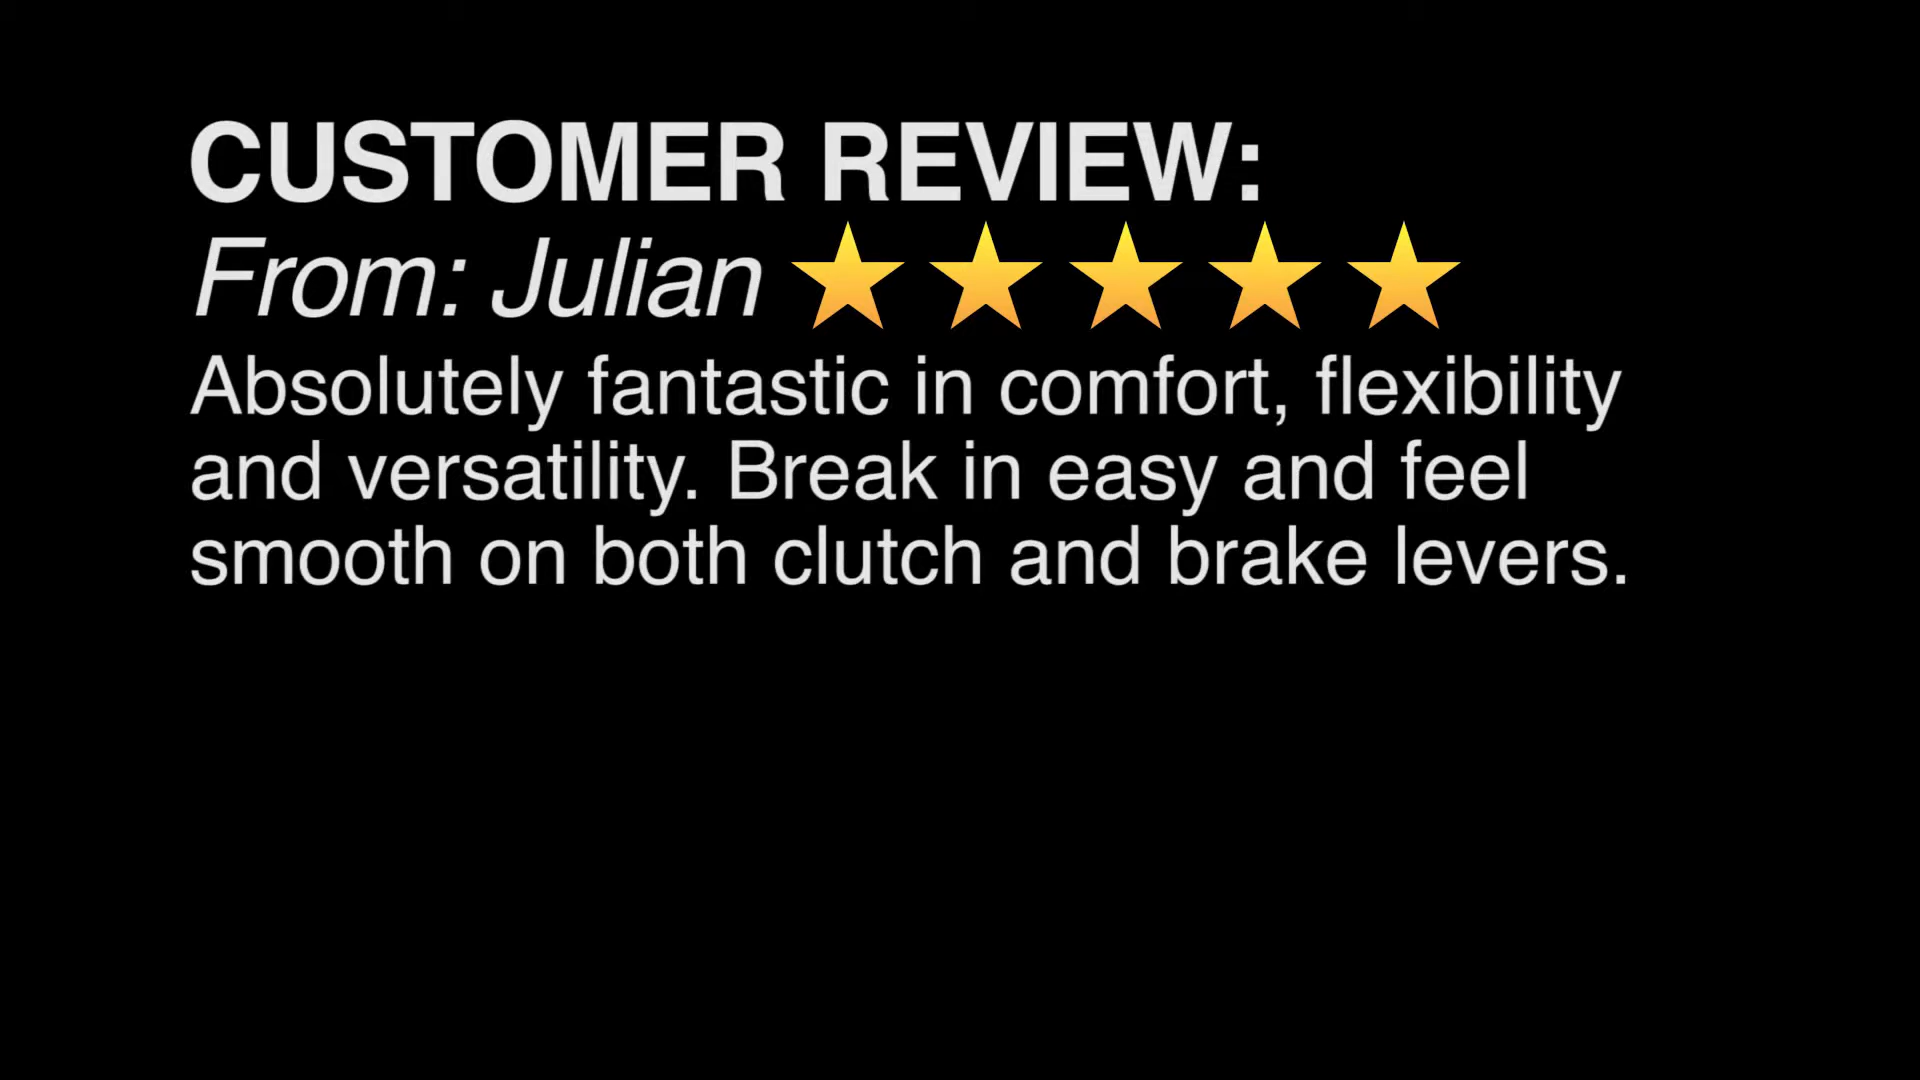 CUSTOMER REVIEW:
From: Julian ⭐⭐⭐⭐⭐
Absolutely fantastic in comfort, flexibility
and versatility. Break in easy and feel
smooth on both clutch and brake levers.